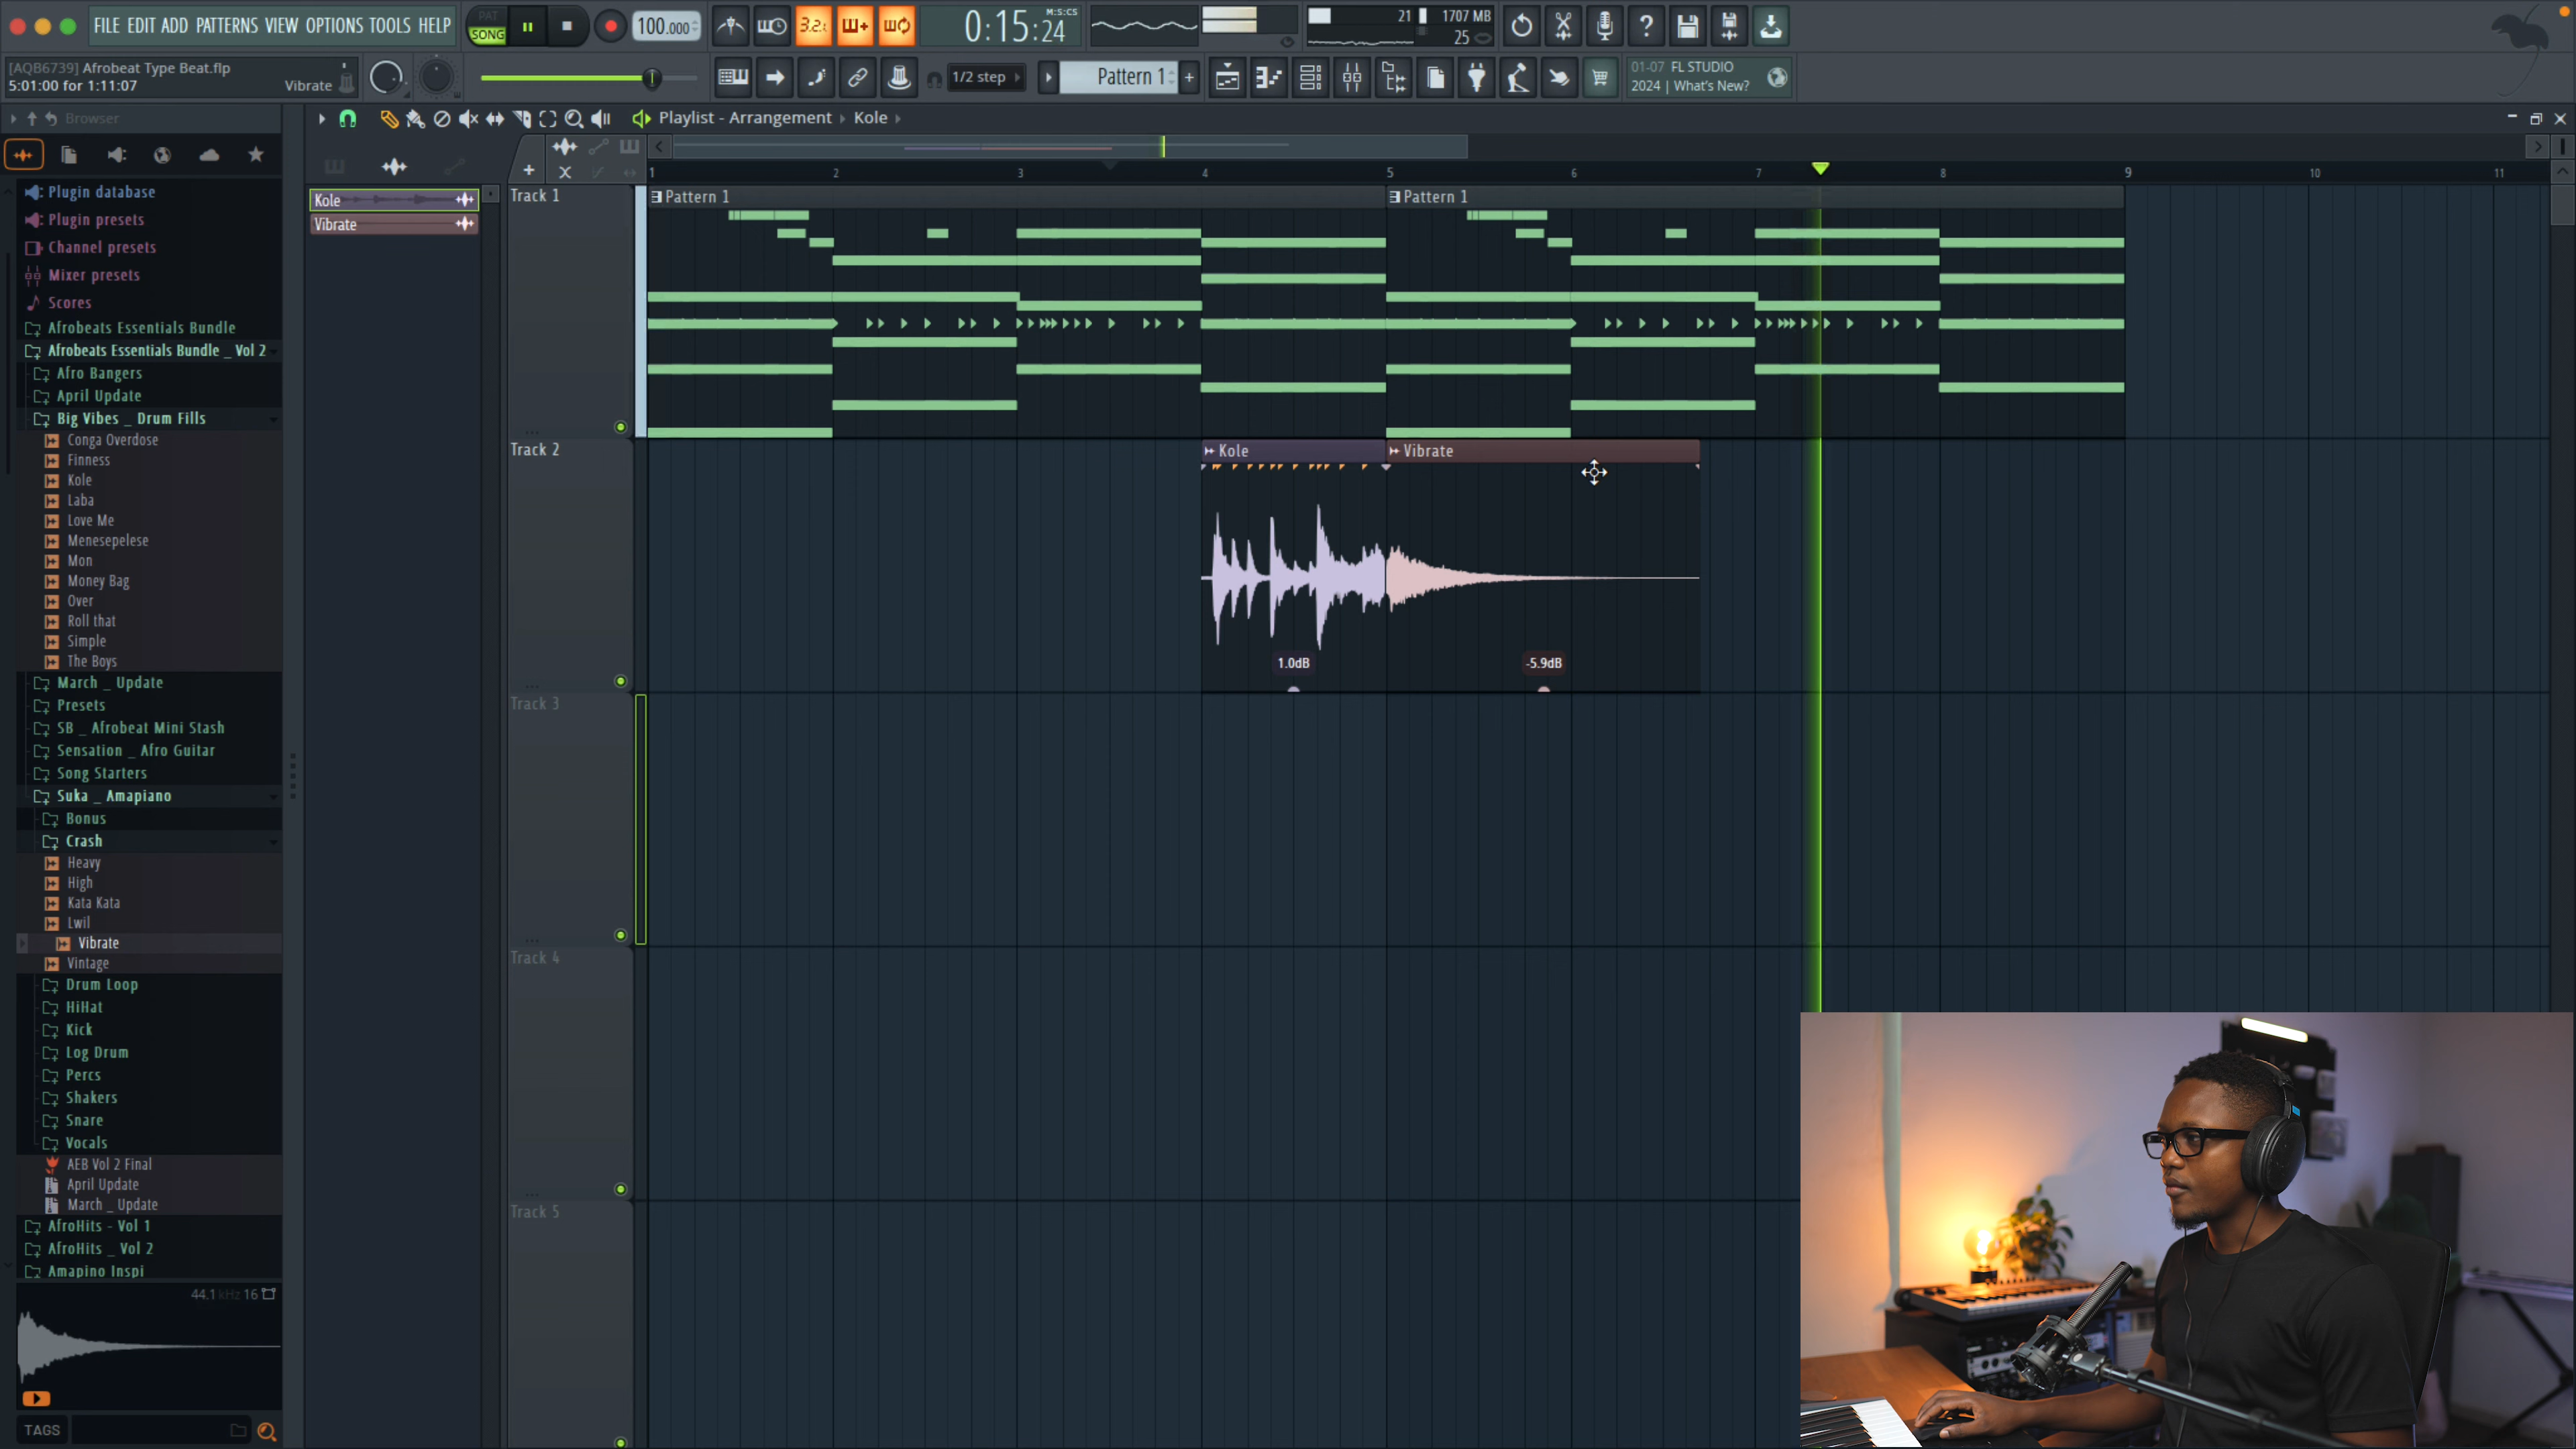 FILE EDIT ADD PATTERNS VIEW OPTIONS TOOLS HELP
PAT
SONG
100.000
3.2.
0:15:24
M:S:CS
21
1707 MB
25
[AQB6739] Afrobeat Type Beat.flp
5:01:00 for 1:11:07
Vibrate
1/2 step
Pattern 1
+
01-07 FL STUDIO
2024 | What's New?
Browser
Playlist - Arrangement
Kole
Plugin database
Plugin presets
Channel presets
Mixer presets
Scores
Afrobeats Essentials Bundle
Afrobeats Essentials Bundle _ Vol 2
Afro Bangers
April Update
Big Vibes _ Drum Fills
Conga Overdose
Finness
Kole
Laba
Love Me
Menesepelese
Mon
Money Bag
Over
Roll that
Simple
The Boys
March _ Update
Presets
SB _ Afrobeat Mini Stash
Sensation _ Afro Guitar
Song Starters
Suka _ Amapiano
Bonus
Crash
Heavy
High
Kata Kata
Lwil
Vibrate
Vintage
Drum Loop
HiHat
Kick
Log Drum
Percs
Shakers
Snare
Vocals
AEB Vol 2 Final
April Update
March _ Update
AfroHits - Vol 1
AfroHits _ Vol 2
Amapino Inspi
44.1 kHz 16
TAGS
Kole
Vibrate
1 2 3 4 5 6 7 8 9 10 11
Track 1
Pattern 1
Pattern 1
Track 2
Kole
Vibrate
1.0dB
-5.9dB
Track 3
Track 4
Track 5